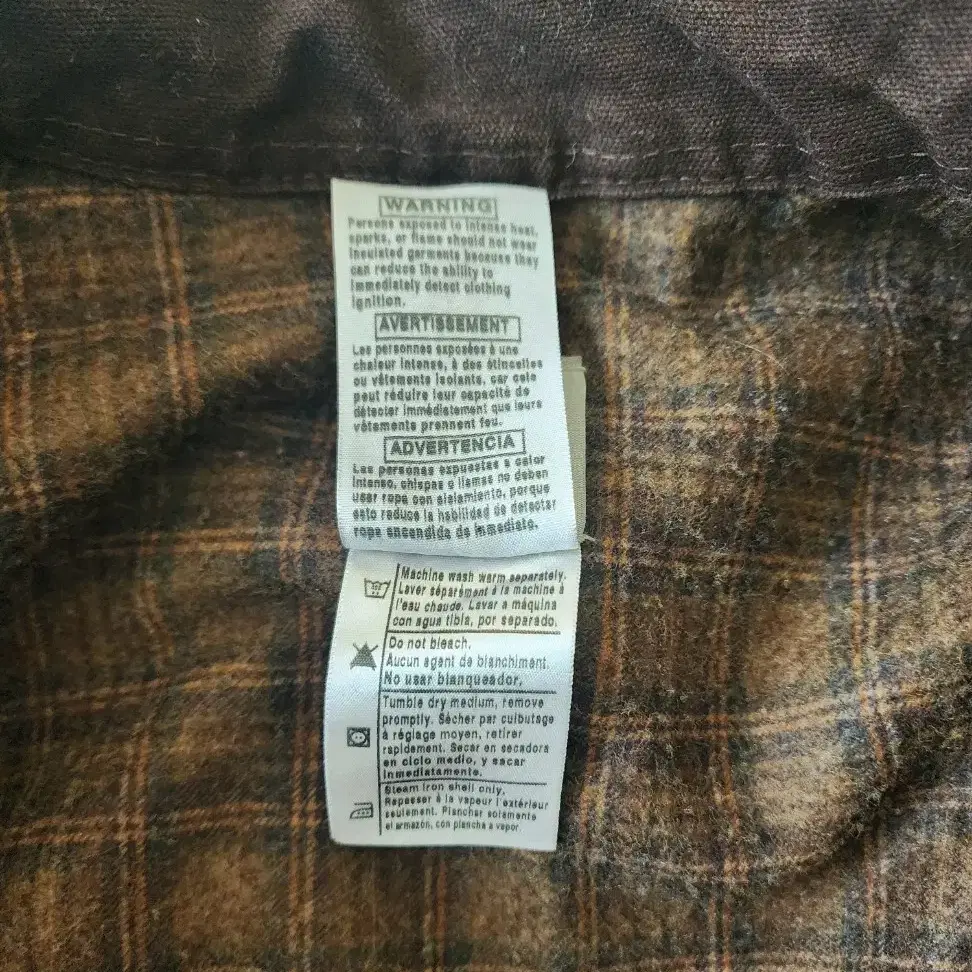 WARNING
Persons exposed to intense heat,
sparks, or flame should not wear
insulated garments because they
can reduce the ability to
immediately detect clothing
ignition.
AVERTISSEMENT
Les personnes exposées à une
chaleur intense, à des étincelles
ou vêtements isolants, car cela
peut réduire leur capacité de
détecter immédiatement que leurs
vêtements prennent feu.
ADVERTENCIA
Las personas expuestas a calor
intenso, chispas o llamas no deben
usar ropa con aislamiento, porque
esto reduce la habilidad de detectar
ropa encendida de inmediato.
Machine wash warm separately.
Laver séparément à la machine à
l'eau chaude. Lavar a máquina
con agua tibia, por separado.
Do not bleach.
Aucun agent de blanchiment.
No usar blanqueador.
Tumble dry medium, remove
promptly. Sécher par culbutage
à réglage moyen, retirer
rapidement. Secar en secadora
en ciclo medio, y sacar
inmediatamente.
Steam iron shell only.
Repasser à la vapeur l'extérieur
seulement. Planchar solamente
el armazón, con plancha a vapor.